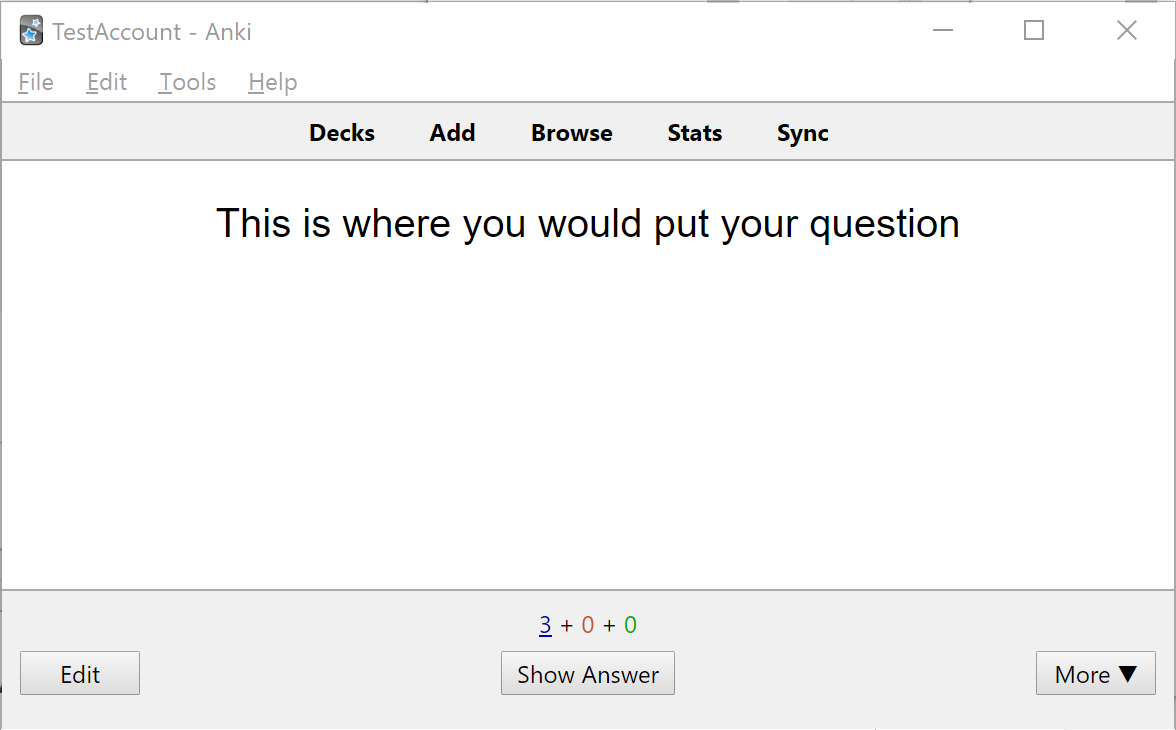 TestAccount - Anki
File Edit Tools Help
Decks Add Browse Stats Sync
This is where you would put your question
3 + 0 + 0
Edit Show Answer More ▼